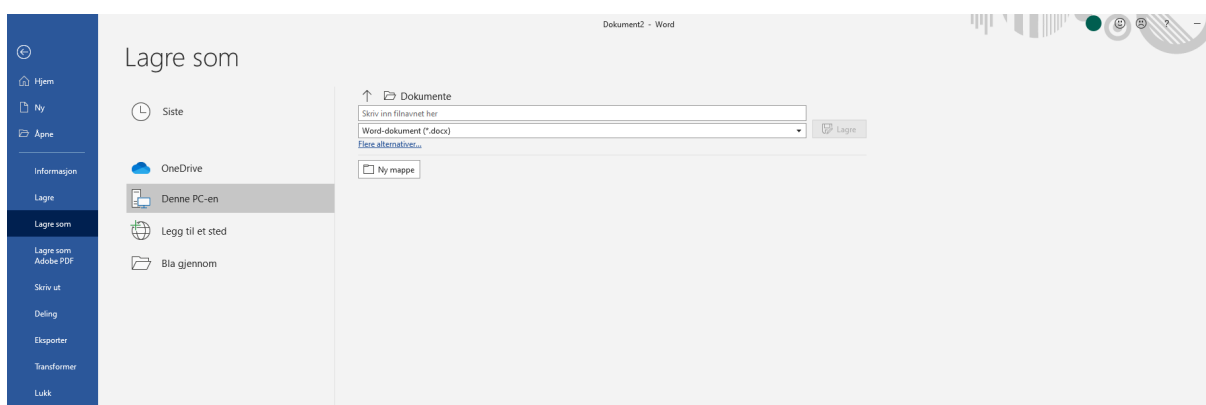 Dokument2 - Word
?
Lagre som
Hjem
Ny
Åpne
Informasjon
Lagre
Lagre som
Lagre som
Adobe PDF
Skriv ut
Deling
Eksporter
Transformer
Lukk
Siste
OneDrive
Denne PC-en
Legg til et sted
Bla gjennom
Dokumente
Skriv inn filnavnet her
Word-dokument (*.docx)
Lagre
Flere alternativer...
Ny mappe